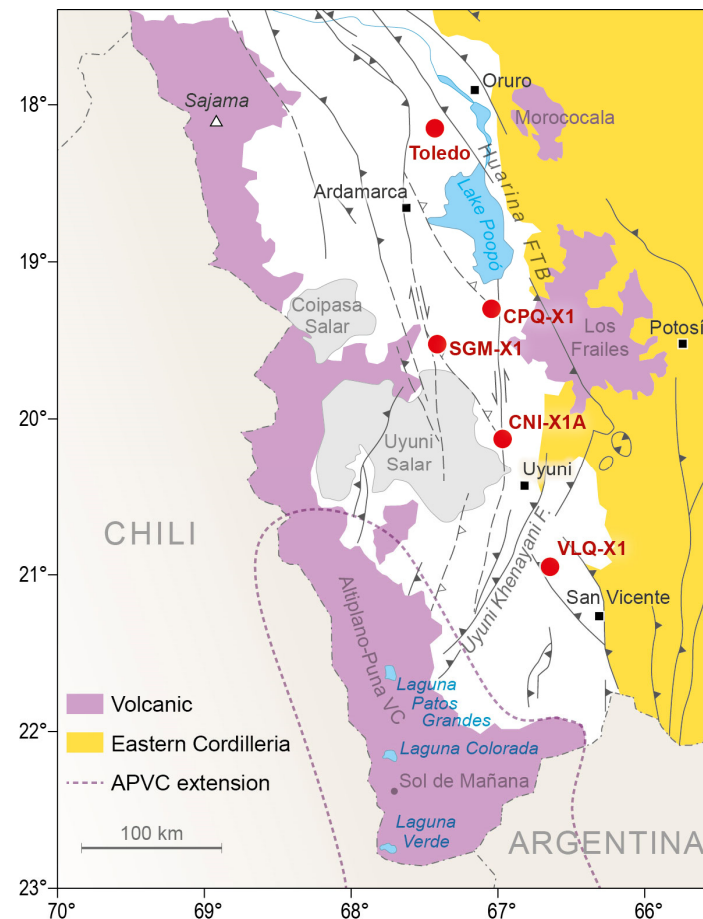 18°
19°
20°
21°
22°
23°
70°
69°
68°
67°
66°
Sajama
Oruro
Morococala
Toledo
Huarina FTB
Ardamarca
Lake Poopó
Coipasa
Salar
CPQ-X1
SGM-X1
Los
Frailes
Potosí
CNI-X1A
Uyuni
Salar
Uyuni
CHILI
VLQ-X1
Uyuni Khenayani F.
San Vicente
Altiplano-Puna VC
Laguna
Patos
Grandes
Laguna Colorada
Sol de Mañana
Laguna
Verde
ARGENTINA
Volcanic
Eastern Cordilleria
APVC extension
100 km